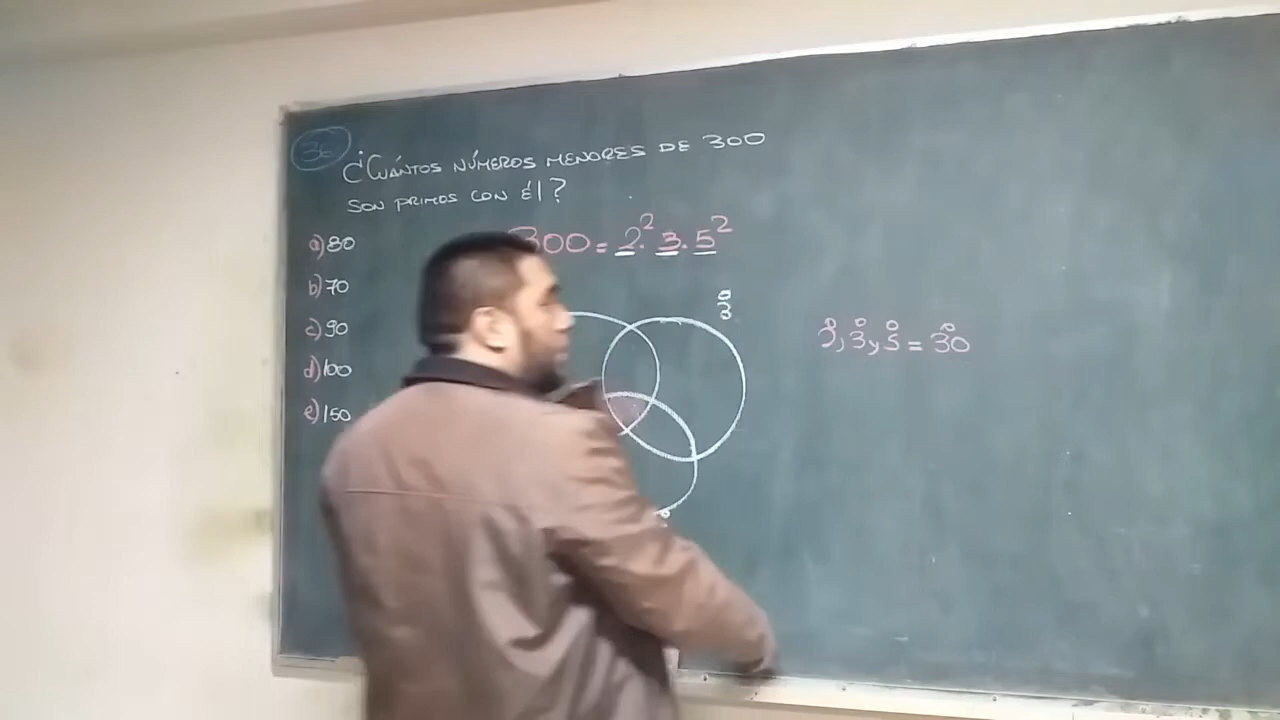 36
¿CUÁNTOS NÚMEROS MENORES DE 300
SON PRIMOS CON ÉL?
a) 80
b) 70
c) 90
d) 100
e) 150
300 = 2². 3. 5²
3̊
2̊, 3̊ y 5̊ = 30̊